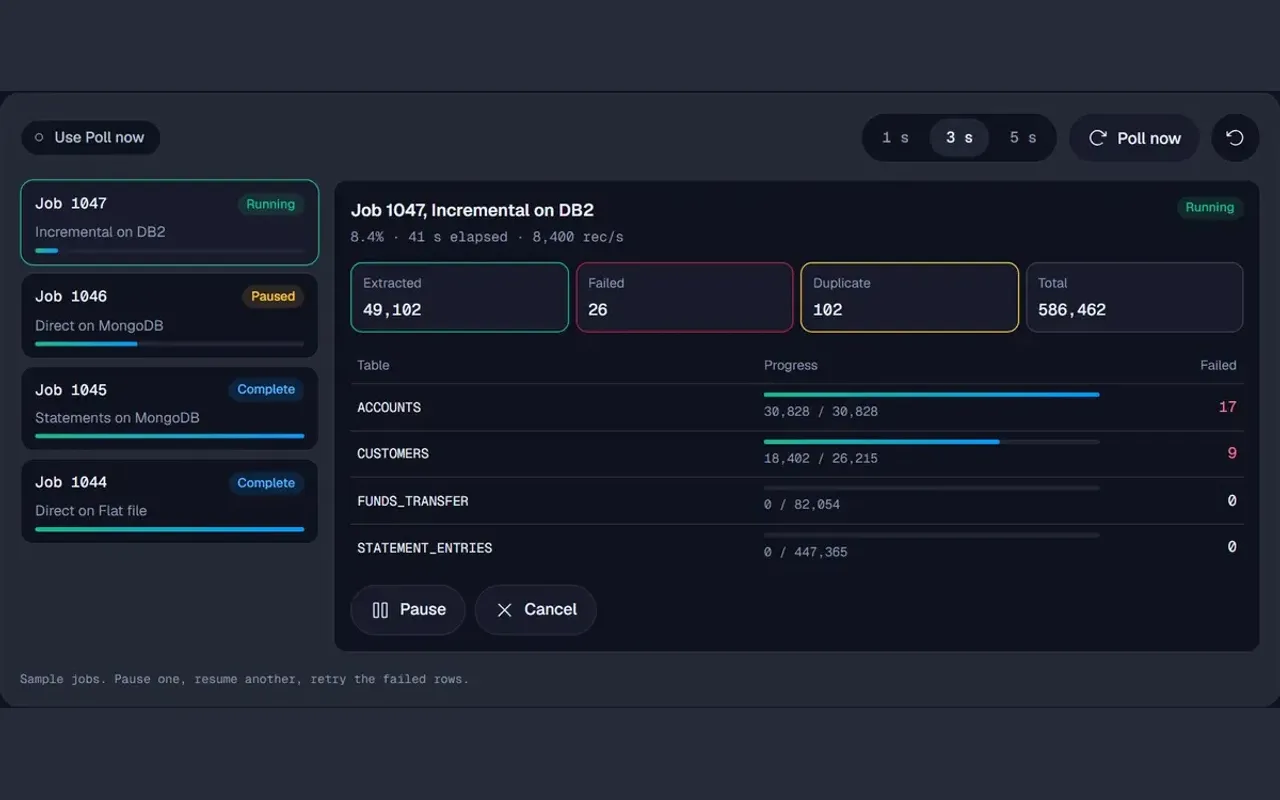 Use Poll now
1 s
3 s
5 s
Poll now
Job 1047
Running
Incremental on DB2
Job 1046
Paused
Direct on MongoDB
Job 1045
Complete
Statements on MongoDB
Job 1044
Complete
Direct on Flat file
Job 1047, Incremental on DB2
Running
8.4% · 41 s elapsed · 8,400 rec/s
Extracted
49,102
Failed
26
Duplicate
102
Total
586,462
Table Progress Failed
ACCOUNTS 30,828 / 30,828 17
CUSTOMERS 18,402 / 26,215 9
FUNDS_TRANSFER 0 / 82,054 0
STATEMENT_ENTRIES 0 / 447,365 0
Pause
Cancel
Sample jobs. Pause one, resume another, retry the failed rows.